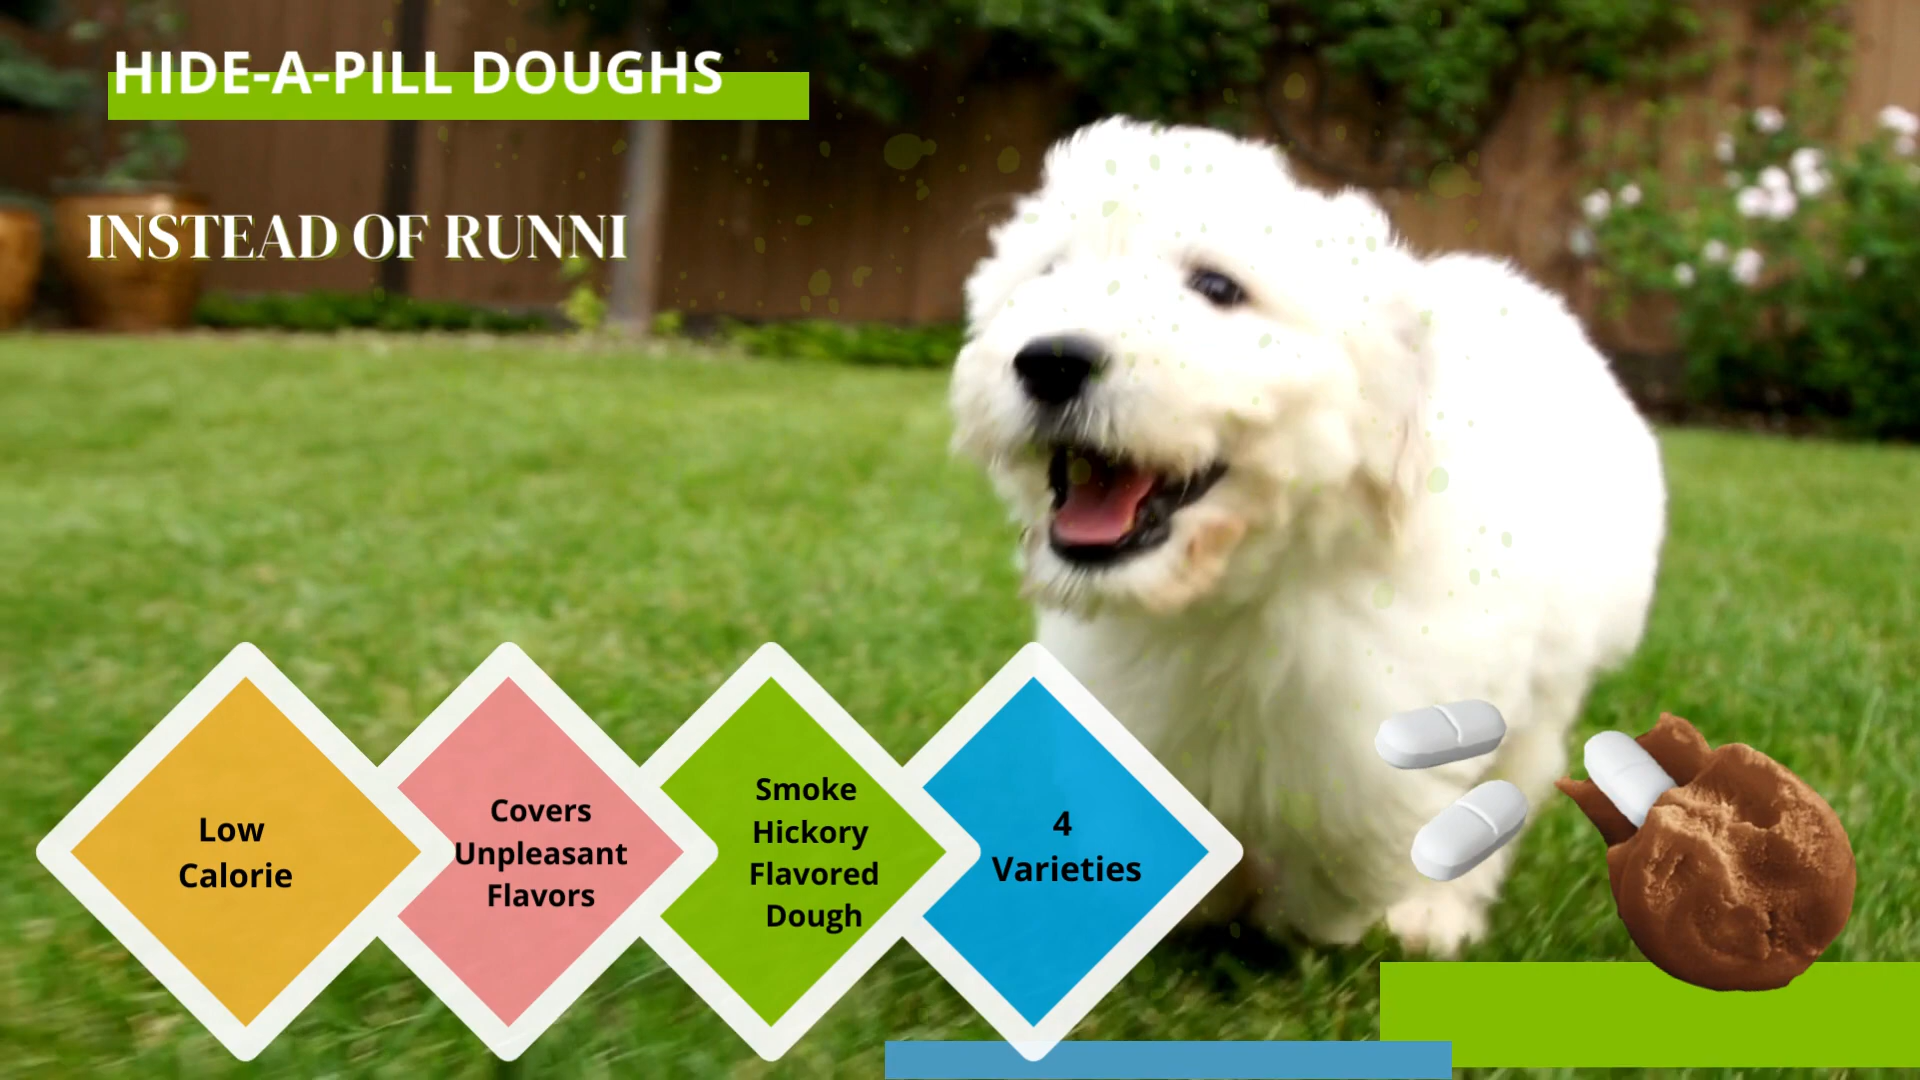 HIDE-A-PILL DOUGHS
INSTEAD OF RUNNI
Low
Calorie
Covers
Unpleasant
Flavors
Smoke
Hickory
Flavored
Dough
4
Varieties